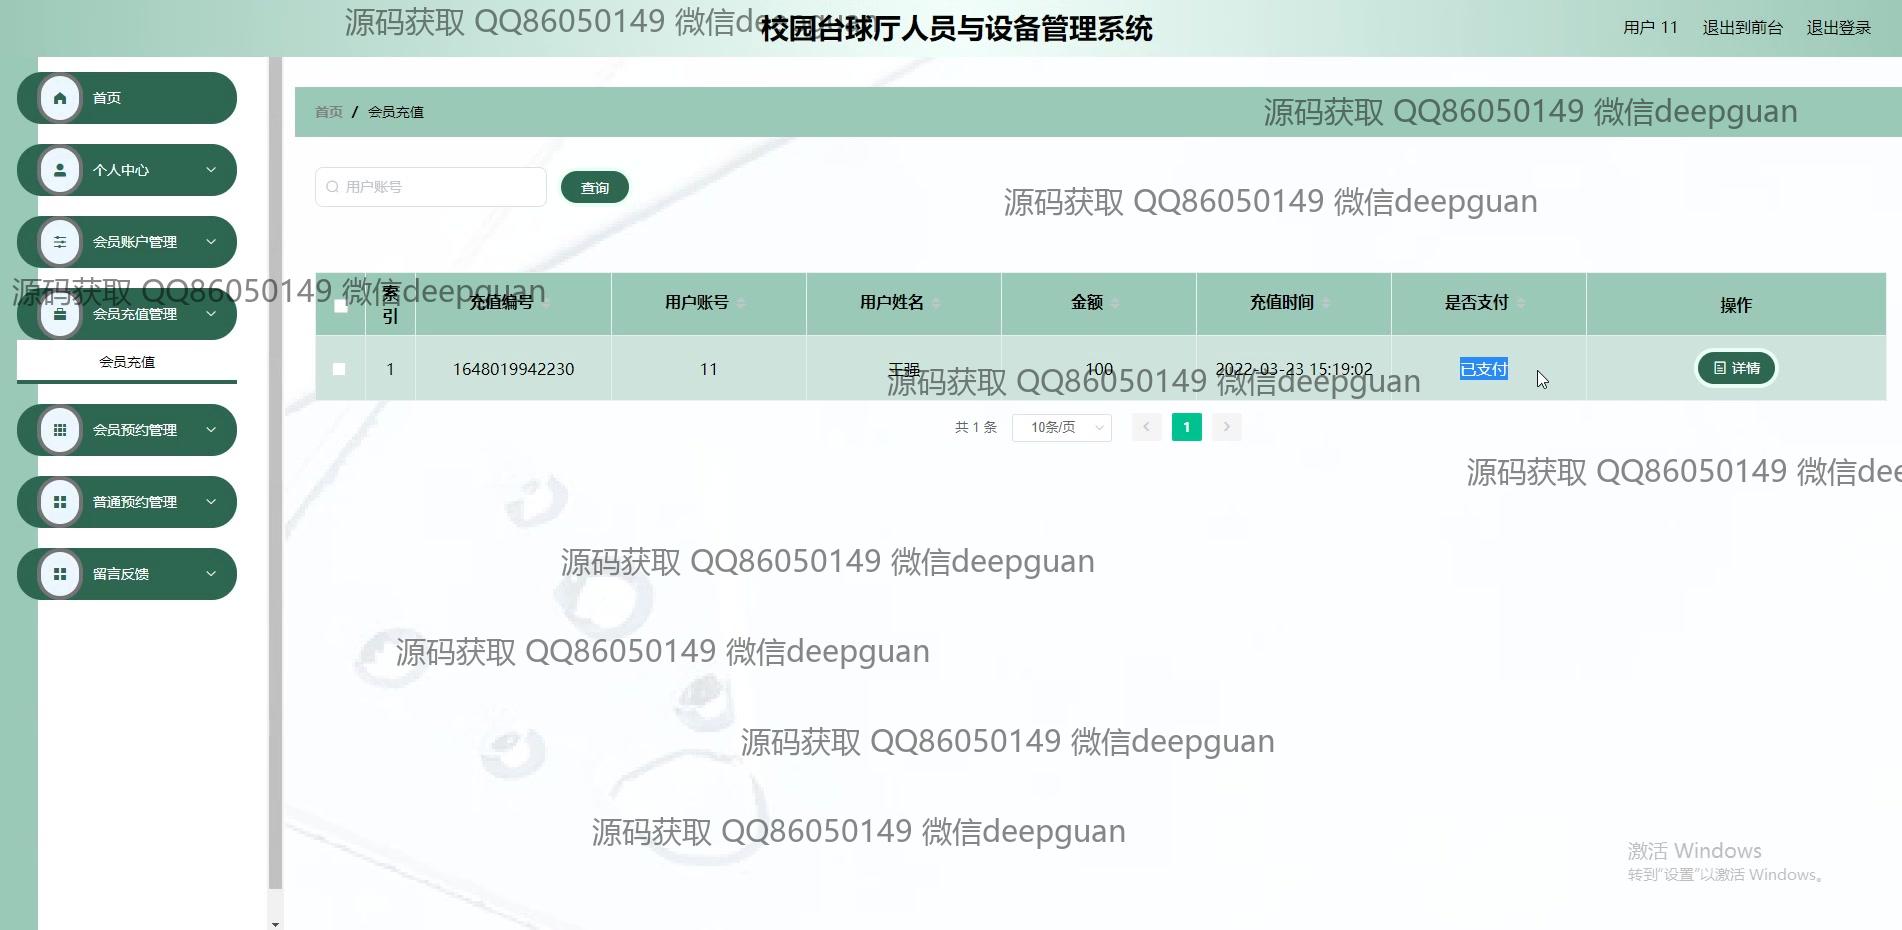 源码获取 QQ86050149 微信deepguan
校园台球厅人员与设备管理系统
用户 11 退出到前台 退出登录
首页
个人中心
会员账户管理
会员充值管理
会员充值
会员预约管理
普通预约管理
留言反馈
首页 / 会员充值
源码获取 QQ86050149 微信deepguan
用户账号 查询
源码获取 QQ86050149 微信deepguan
源码获取 QQ86050149 微信deepguan
索引 充值编号 用户账号 用户姓名 金额 充值时间 是否支付 操作
1 1648019942230 11 王强 100 2022-03-23 15:19:02 已支付 详情
源码获取 QQ86050149 微信deepguan
共 1 条 10条/页 1
源码获取 QQ86050149 微信dee
源码获取 QQ86050149 微信deepguan
源码获取 QQ86050149 微信deepguan
源码获取 QQ86050149 微信deepguan
源码获取 QQ86050149 微信deepguan
激活 Windows
转到"设置"以激活 Windows。